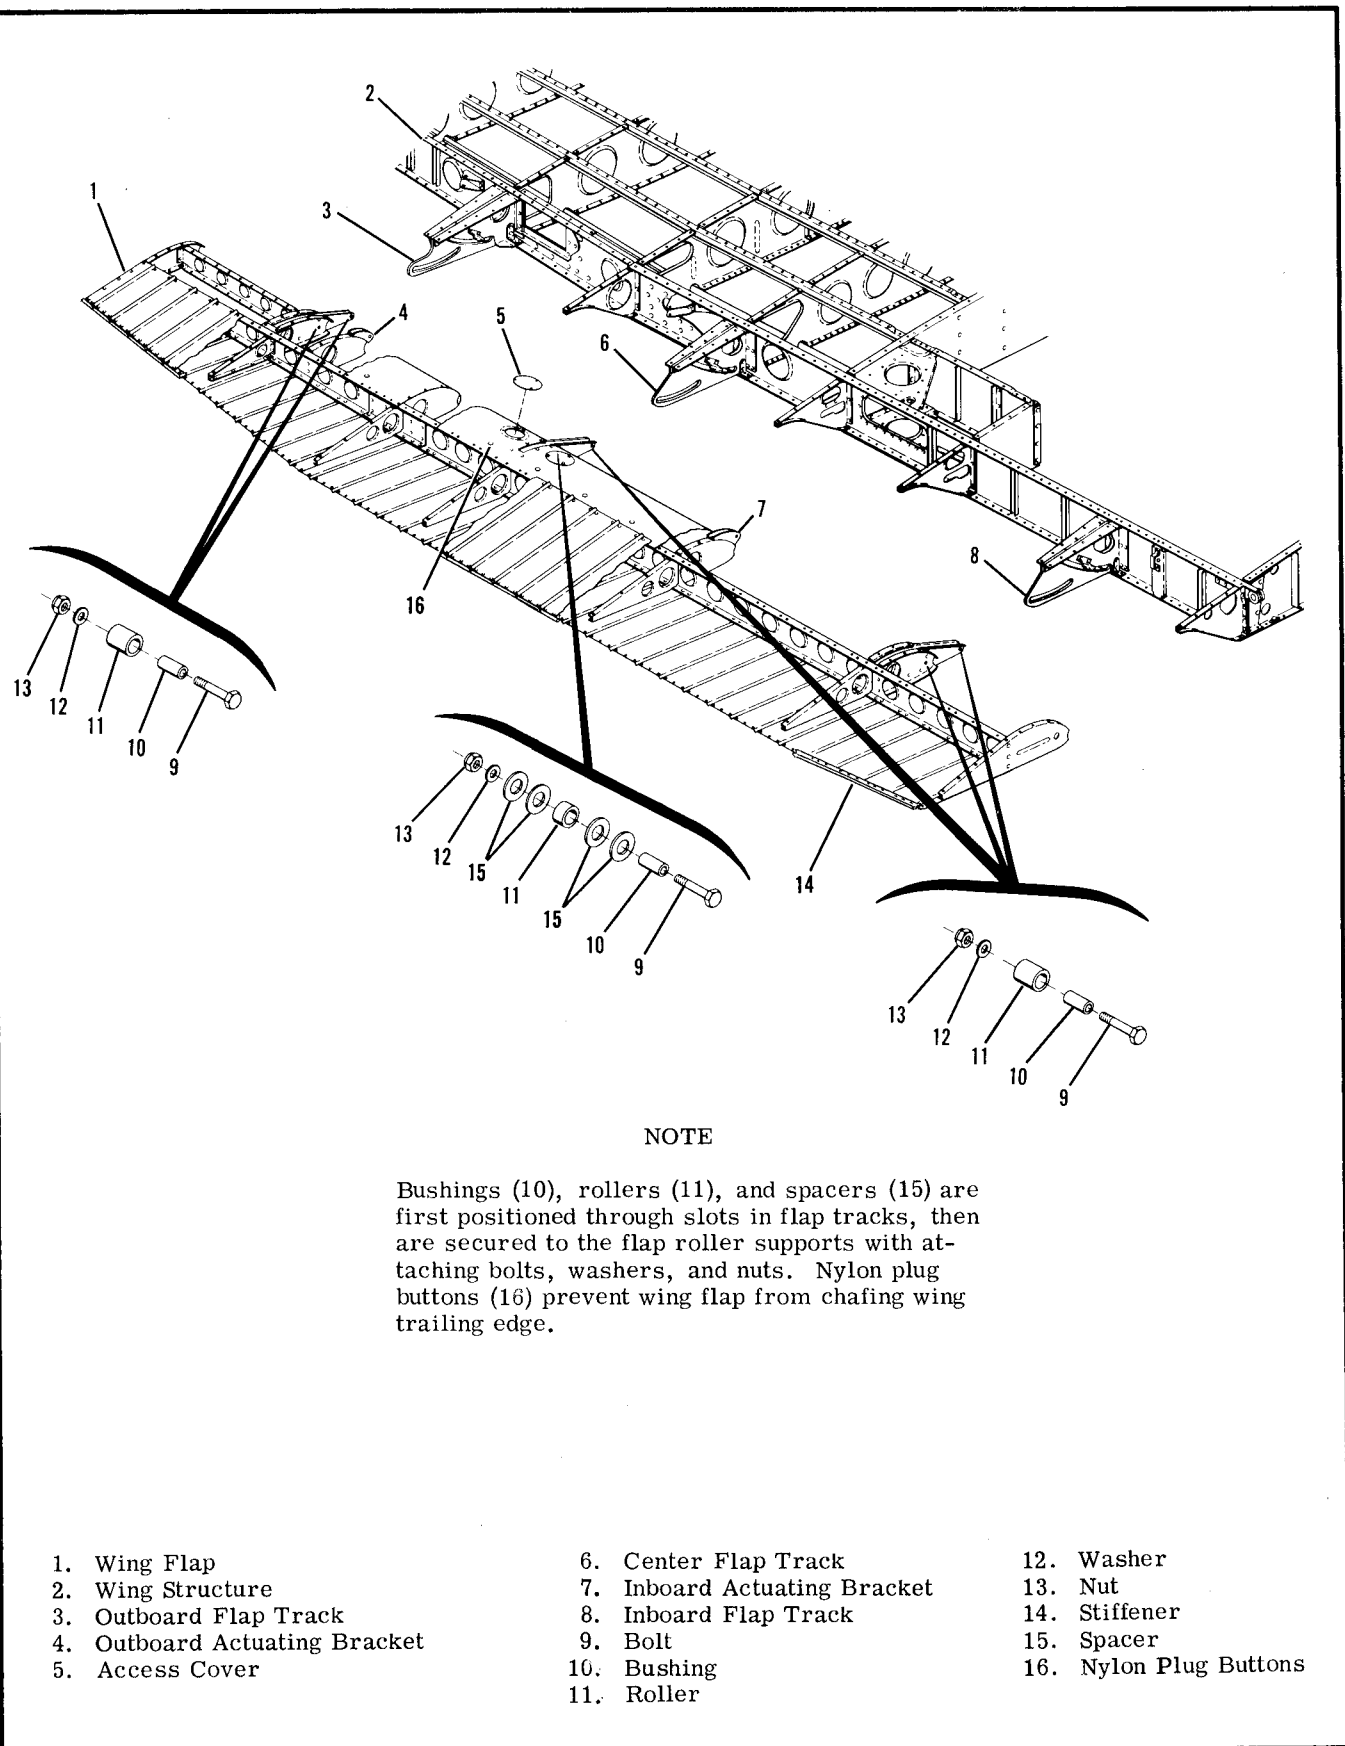 2
1
3
4
5
6
7
8
16
13
12
11
10
9
13
12
15
11
15
10
9
14
13
12
11
10
9
NOTE
Bushings (10), rollers (11), and spacers (15) are
first positioned through slots in flap tracks, then
are secured to the flap roller supports with at-
taching bolts, washers, and nuts. Nylon plug
buttons (16) prevent wing flap from chafing wing
trailing edge.
1. Wing Flap
2. Wing Structure
3. Outboard Flap Track
4. Outboard Actuating Bracket
5. Access Cover
6. Center Flap Track
7. Inboard Actuating Bracket
8. Inboard Flap Track
9. Bolt
10. Bushing
11. Roller
12. Washer
13. Nut
14. Stiffener
15. Spacer
16. Nylon Plug Buttons